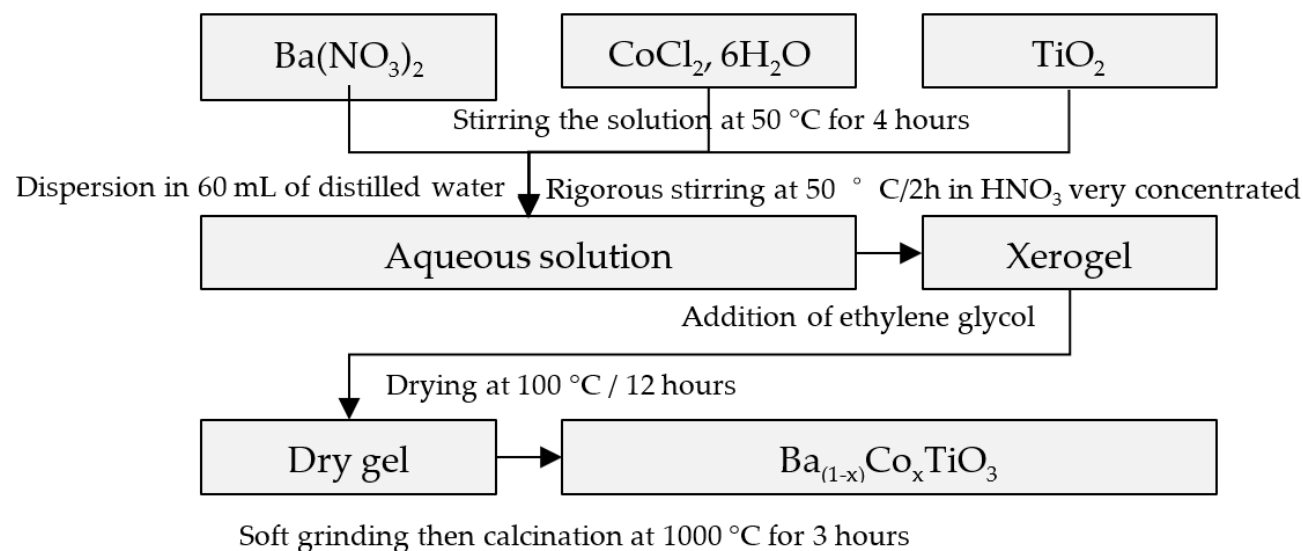 Ba(NO₃)₂
CoCl₂, 6H₂O
TiO₂
Stirring the solution at 50 °C for 4 hours
Dispersion in 60 mL of distilled water
Rigorous stirring at 50 ° C/2h in HNO₃ very concentrated
Aqueous solution
Xerogel
Addition of ethylene glycol
Drying at 100 °C / 12 hours
Dry gel
Ba₍₁₋ₓ₎CoₓTiO₃
Soft grinding then calcination at 1000 °C for 3 hours